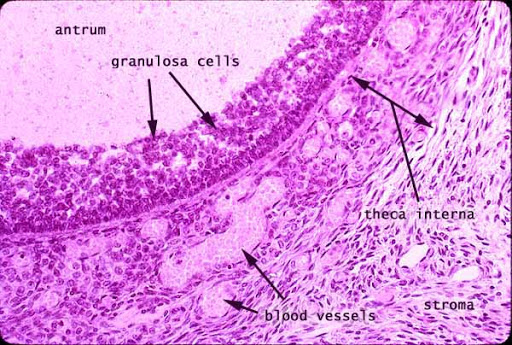 antrum
granulosa cells
theca interna
stroma
blood vessels